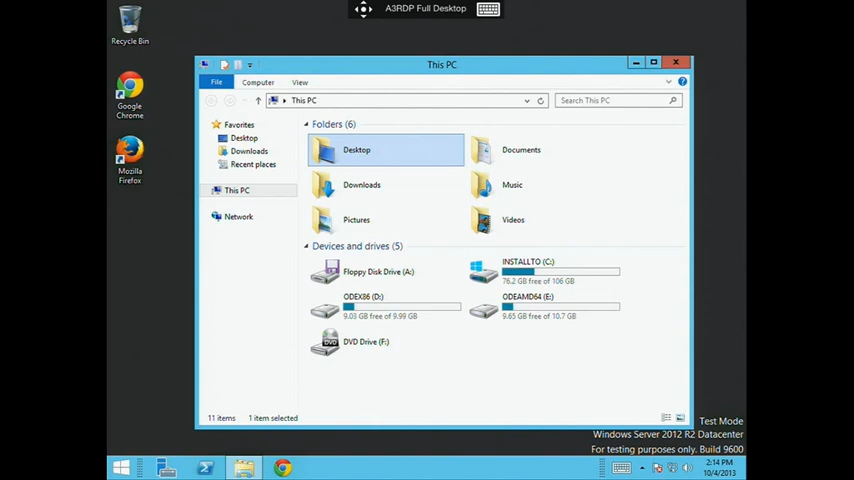 A3RDP Full Desktop
Recycle Bin
Google
Chrome
Mozilla
Firefox
This PC
File
Computer
View
This PC
Search This PC
Favorites
Desktop
Downloads
Recent places
This PC
Network
Folders (6)
Desktop
Documents
Downloads
Music
Pictures
Videos
Devices and drives (5)
Floppy Disk Drive (A:)
INSTALLTO (C:)
76.2 GB free of 106 GB
ODEX86 (D:)
9.03 GB free of 9.99 GB
ODEAMD64 (E:)
9.65 GB free of 10.7 GB
DVD
DVD Drive (F:)
11 items
1 item selected
Test Mode
Windows Server 2012 R2 Datacenter
For testing purposes only. Build 9600
2:14 PM
10/4/2013